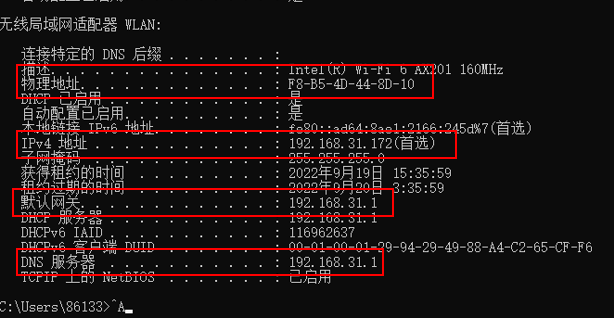 无线局域网适配器 WLAN:
连接特定的 DNS 后缀 . . . . . . . :
描述. . . . . . . . . . . . . . . : Intel(R) Wi-Fi 6 AX201 160MHz
物理地址. . . . . . . . . . . . . : F8-B5-4D-44-8D-10
DHCP 已启用 . . . . . . . . . . . : 是
自动配置已启用. . . . . . . . . . : 是
本地链接 IPv6 地址. . . . . . . . : fe80::ad64:8ae1:2166:245d%7(首选)
IPv4 地址 . . . . . . . . . . . . : 192.168.31.172(首选)
子网掩码 . . . . . . . . . . . . : 255.255.255.0
获得租约的时间 . . . . . . . . . : 2022年9月19日 15:35:59
租约过期的时间 . . . . . . . . . : 2022年9月20日 3:35:59
默认网关. . . . . . . . . . . . . : 192.168.31.1
DHCP 服务器 . . . . . . . . . . . : 192.168.31.1
DHCPv6 IAID . . . . . . . . . . . : 116962637
DHCPv6 客户端 DUID . . . . . . . : 00-01-00-01-29-94-29-49-88-A4-C2-65-CF-F6
DNS 服务器 . . . . . . . . . . . : 192.168.31.1
TCPIP 上的 NetBIOS . . . . . . . : 已启用
C:\Users\86133>^A